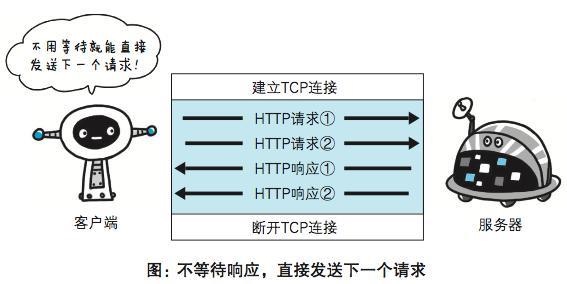 不用等待就能直接
发送下一个请求！
建立TCP连接
HTTP请求①
HTTP请求②
HTTP响应①
HTTP响应②
断开TCP连接
客户端
服务器
图：不等待响应，直接发送下一个请求